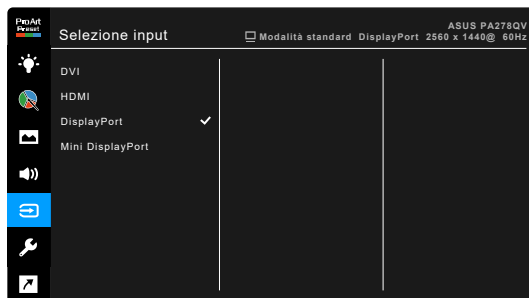 ProArt
Preset
Selezione input
ASUS PA278QV
Modalità standard DisplayPort 2560 x 1440@ 60Hz
DVI
HDMI
DisplayPort
Mini DisplayPort